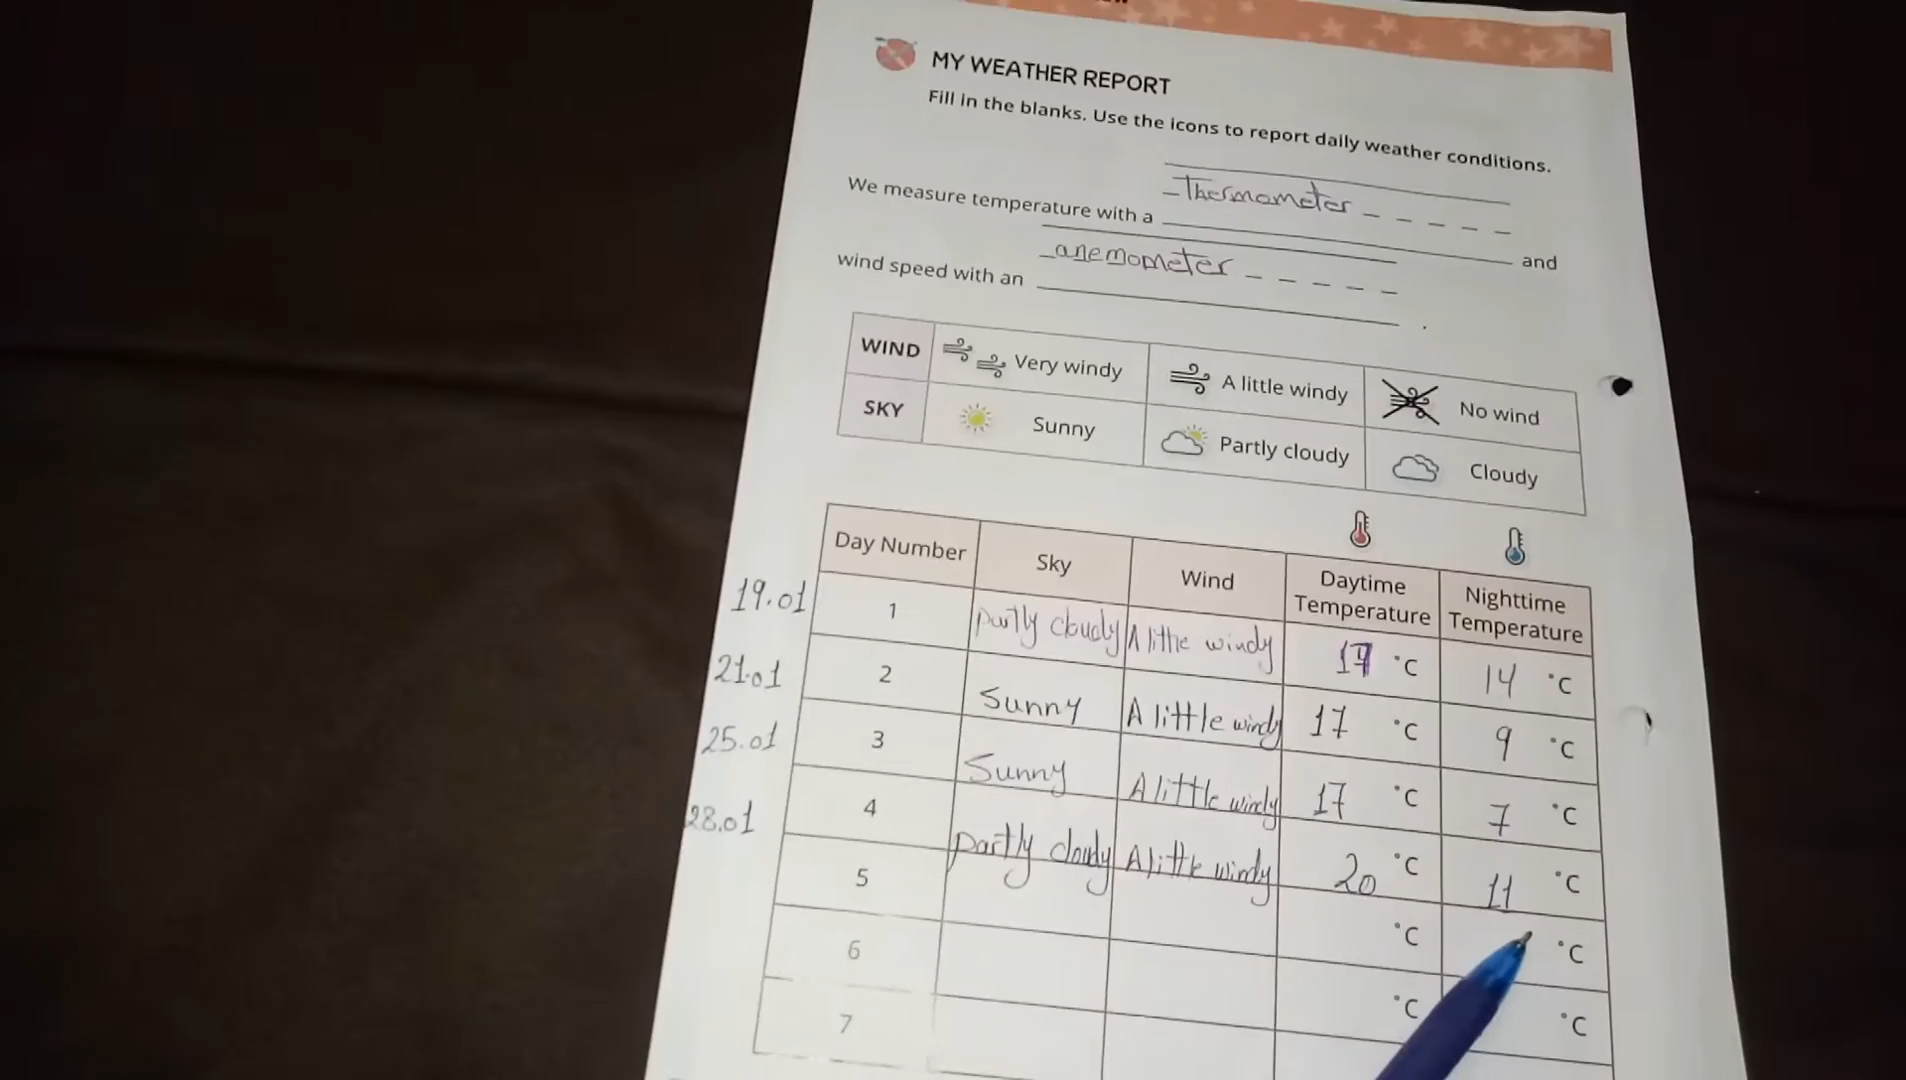 MY WEATHER REPORT
Fill in the blanks. Use the icons to report daily weather conditions.
We measure temperature with a Thermometer and
wind speed with an anemometer .
WIND Very windy A little windy No wind
SKY Sunny Partly cloudy Cloudy
Day Number Sky Wind Daytime Temperature Nighttime Temperature
19.01 1 partly cloudy A little windy 17 °C 14 °C
21.01 2 Sunny A little windy 17 °C 9 °C
25.01 3 Sunny A little windy 17 °C 7 °C
28.01 4 partly cloudy A little windy 20 °C 11 °C
5 °C °C
6 °C °C
7